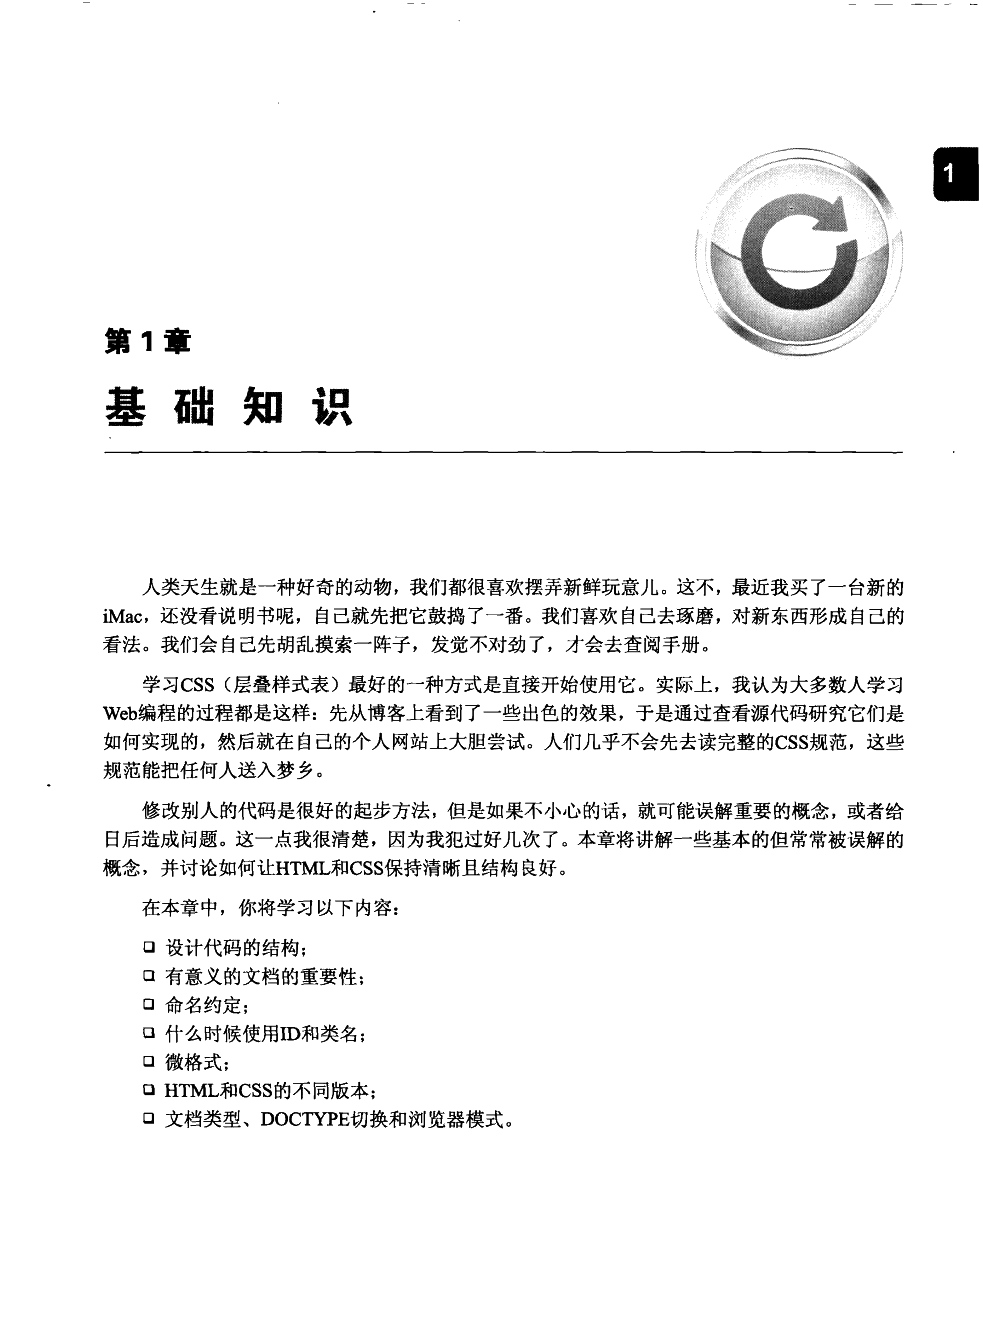 1
第1章
基础知识
人类天生就是一种好奇的动物，我们都很喜欢摆弄新鲜玩意儿。这不，最近我买了一台新的
iMac，还没看说明书呢，自己就先把它鼓捣了一番。我们喜欢自己去琢磨，对新东西形成自己的
看法。我们会自己先胡乱摸索一阵子，发觉不对劲了，才会去查阅手册。
学习CSS（层叠样式表）最好的一种方式是直接开始使用它。实际上，我认为大多数人学习
Web编程的过程都是这样：先从博客上看到了一些出色的效果，于是通过查看源代码研究它们是
如何实现的，然后就在自己的个人网站上大胆尝试。人们几乎不会先去读完整的CSS规范，这些
规范能把任何人送入梦乡。
修改别人的代码是很好的起步方法，但是如果不小心的话，就可能误解重要的概念，或者给
日后造成问题。这一点我很清楚，因为我犯过好几次了。本章将讲解一些基本的但常常被误解的
概念，并讨论如何让HTML和CSS保持清晰且结构良好。
在本章中，你将学习以下内容：
❑ 设计代码的结构；
❑ 有意义的文档的重要性；
❑ 命名约定；
❑ 什么时候使用ID和类名；
❑ 微格式；
❑ HTML和CSS的不同版本；
❑ 文档类型、DOCTYPE切换和浏览器模式。